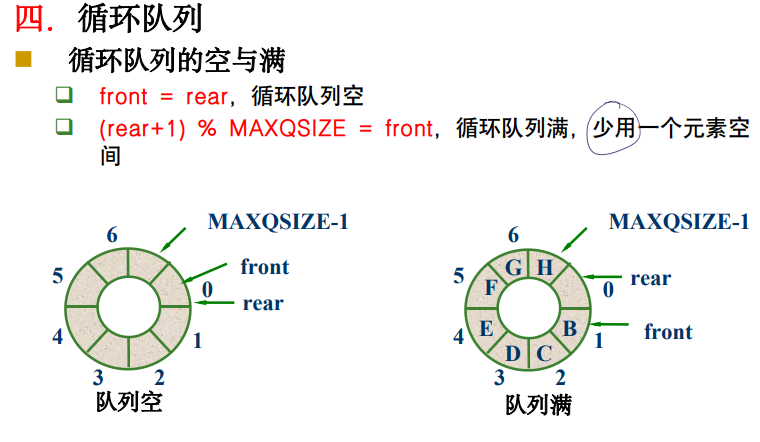 四．循环队列
循环队列的空与满
front = rear，循环队列空
(rear+1) % MAXQSIZE = front，循环队列满，少用一个元素空
间
6
MAXQSIZE-1
5
front
0
rear
4
1
3
2
队列空
6
MAXQSIZE-1
G H
5
F
rear
0
4
E
B
1
front
D C
3
2
队列满